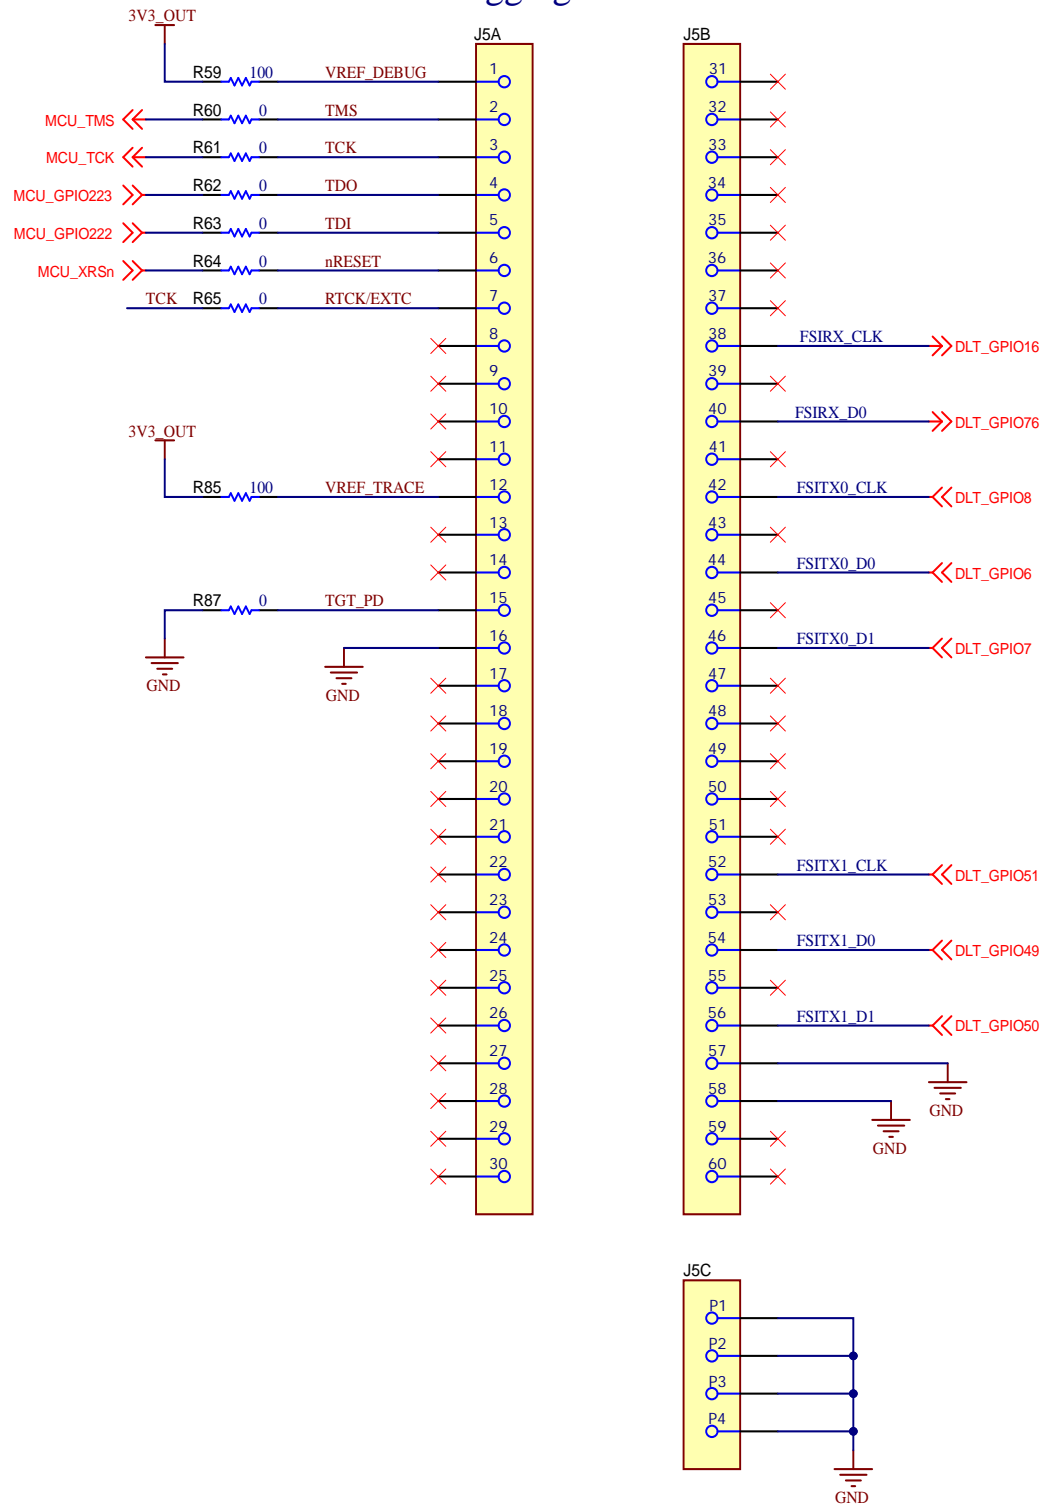 3V3_OUT
J5A
J5B
R59 100 VREF_DEBUG 1
31
MCU_TMS R60 0 TMS 2
32
MCU_TCK R61 0 TCK 3
33
MCU_GPIO223 R62 0 TDO 4
34
MCU_GPIO222 R63 0 TDI 5
35
MCU_XRSn R64 0 nRESET 6
36
TCK R65 0 RTCK/EXTC 7
37
8
38 FSIRX_CLK DLT_GPIO16
9
39
10
40 FSIRX_D0 DLT_GPIO76
3V3_OUT
11
41
R85 100 VREF_TRACE 12
42 FSITX0_CLK DLT_GPIO8
13
43
14
44 FSITX0_D0 DLT_GPIO6
R87 0 TGT_PD 15
45
16
46 FSITX0_D1 DLT_GPIO7
GND
GND
17
47
18
48
19
49
20
50
21
51
22
52 FSITX1_CLK DLT_GPIO51
23
53
24
54 FSITX1_D0 DLT_GPIO49
25
55
26
56 FSITX1_D1 DLT_GPIO50
27
57
GND
28
58
GND
29
59
30
60
J5C
P1
P2
P3
P4
GND